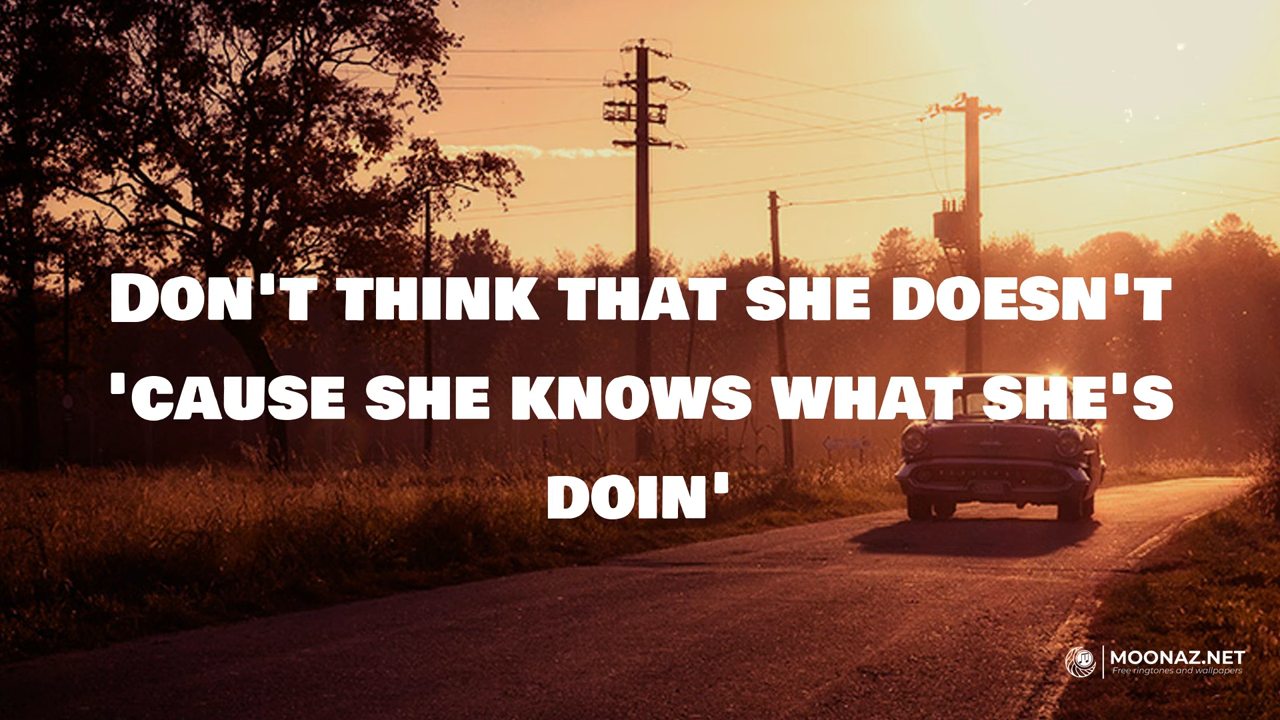 Don't think that she doesn't
'cause she knows what she's
doin'
MOONAZ.NET
Free ringtones and wallpapers